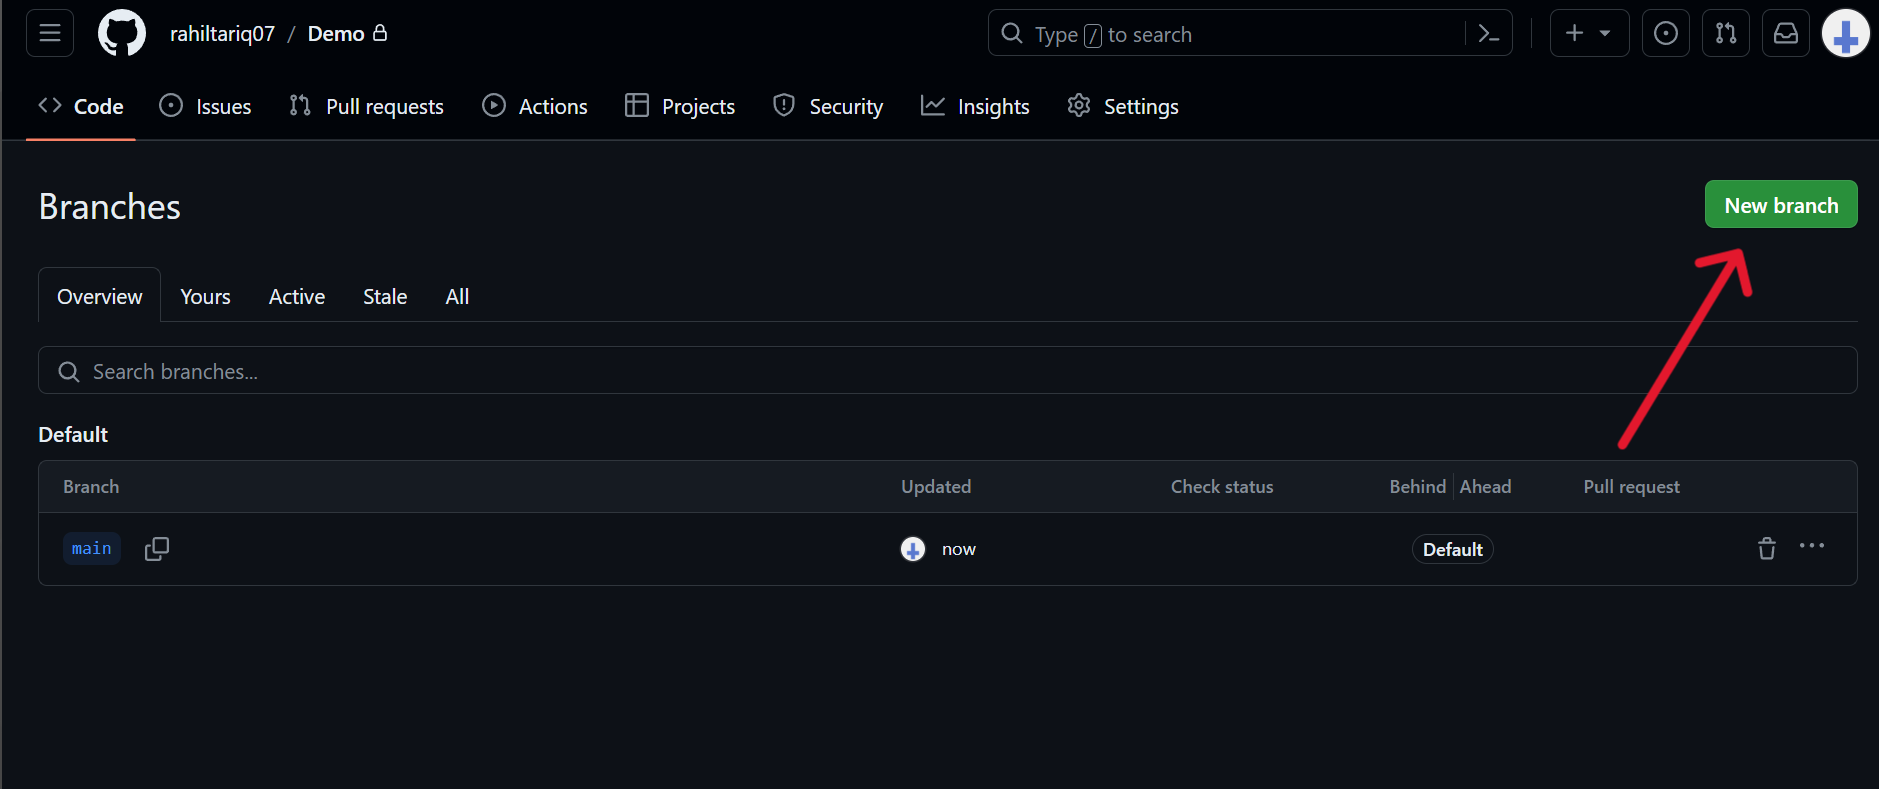 rahiltariq07 / Demo
Type / to search
Code Issues Pull requests Actions Projects Security Insights Settings
Branches
New branch
Overview Yours Active Stale All
Search branches...
Default
Branch Updated Check status Behind Ahead Pull request
main now Default